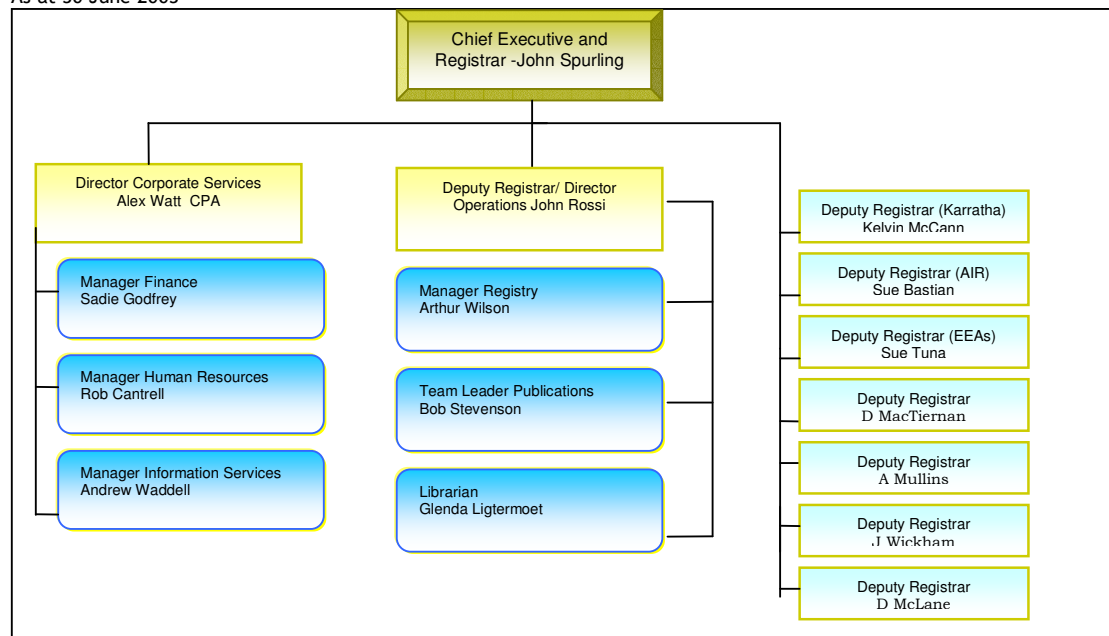 Chief Executive and
Registrar -John Spurling
Director Corporate Services
Alex Watt CPA
Manager Finance
Sadie Godfrey
Manager Human Resources
Rob Cantrell
Manager Information Services
Andrew Waddell
Deputy Registrar/ Director
Operations John Rossi
Manager Registry
Arthur Wilson
Team Leader Publications
Bob Stevenson
Librarian
Glenda Ligtermoet
Deputy Registrar (Karratha)
Kelvin McCann
Deputy Registrar (AIR)
Sue Bastian
Deputy Registrar (EEAs)
Sue Tuna
Deputy Registrar
D MacTiernan
Deputy Registrar
A Mullins
Deputy Registrar
J Wickham
Deputy Registrar
D McLane